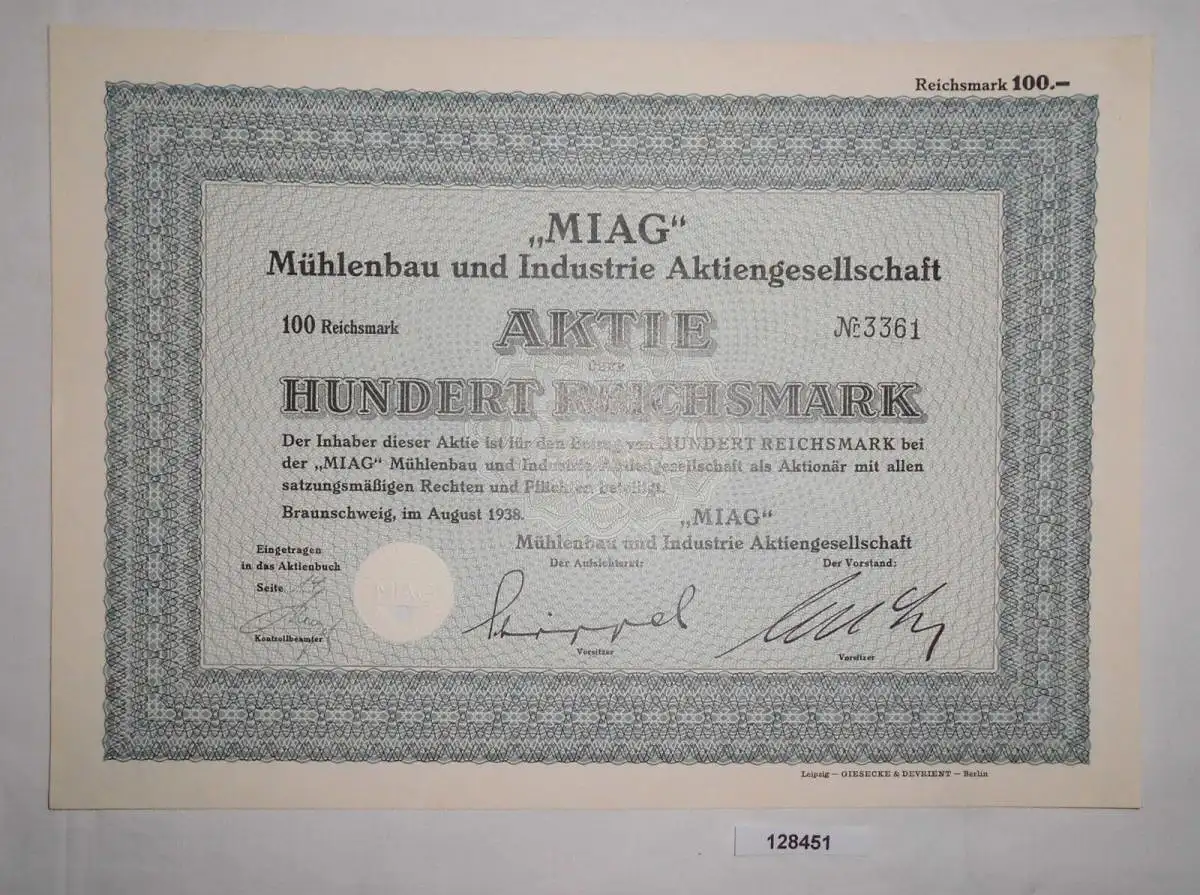 Reichsmark 100.—
„MIAG“
Mühlenbau und Industrie Aktiengesellschaft
100 Reichsmark
AKTIE
№ 3361
ÜBER
HUNDERT REICHSMARK
Der Inhaber dieser Aktie ist für den Betrag von HUNDERT REICHSMARK bei
der „MIAG“ Mühlenbau und Industrie Aktiengesellschaft als Aktionär mit allen
satzungsmäßigen Rechten und Pflichten beteiligt.
Braunschweig, im August 1938.
„MIAG“
Mühlenbau und Industrie Aktiengesellschaft
Der Aufsichtsrat:
Der Vorstand:
Eingetragen
in das Aktienbuch
Seite
Kontrollbeamter
MIAG
Vorsitzer
Vorsitzer
Leipzig — GIESECKE & DEVRIENT — Berlin
128451